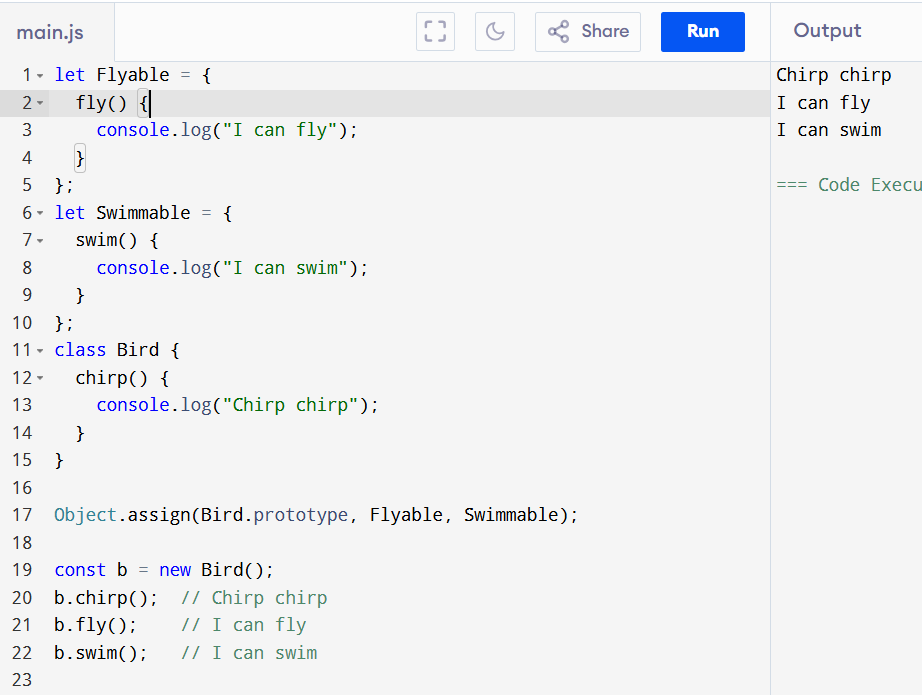 main.js
Share
Run
Output
1 let Flyable = {
2   fly() {
3     console.log("I can fly");
4   }
5 };
6 let Swimmable = {
7   swim() {
8     console.log("I can swim");
9   }
10 };
11 class Bird {
12   chirp() {
13     console.log("Chirp chirp");
14   }
15 }
16
17 Object.assign(Bird.prototype, Flyable, Swimmable);
18
19 const b = new Bird();
20 b.chirp();  // Chirp chirp
21 b.fly();    // I can fly
22 b.swim();   // I can swim
23
Chirp chirp
I can fly
I can swim
=== Code Execu